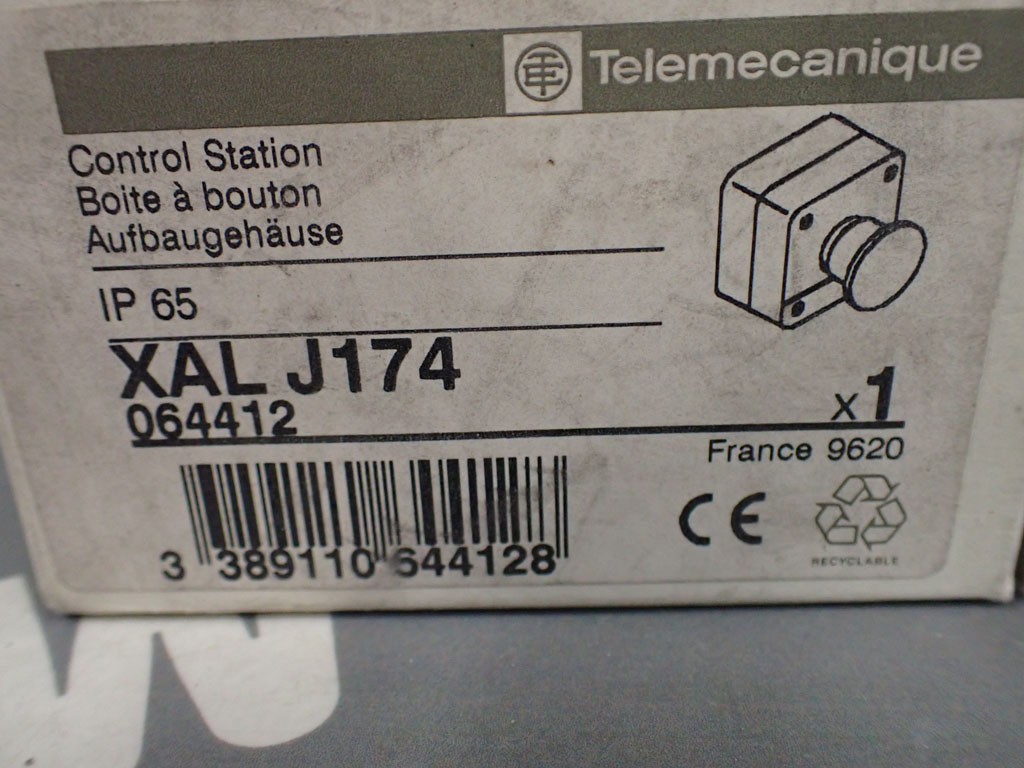 Telemecanique
Control Station
Boite à bouton
Aufbaugehäuse
IP 65
XAL J174
064412
x1
France 9620
3 389110 644128
CE
RECYCLABLE